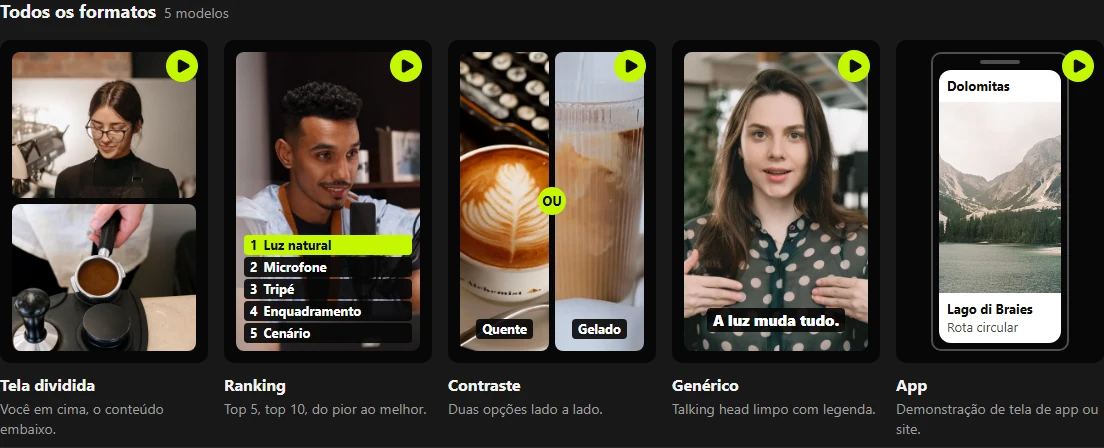 Todos os formatos 5 modelos
1 Luz natural
2 Microfone
3 Tripé
4 Enquadramento
5 Cenário
OU
Quente
Gelado
A luz muda tudo.
Dolomitas
Lago di Braies
Rota circular
Tela dividida
Você em cima, o conteúdo
embaixo.
Ranking
Top 5, top 10, do pior ao melhor.
Contraste
Duas opções lado a lado.
Genérico
Talking head limpo com legenda.
App
Demonstração de tela de app ou
site.